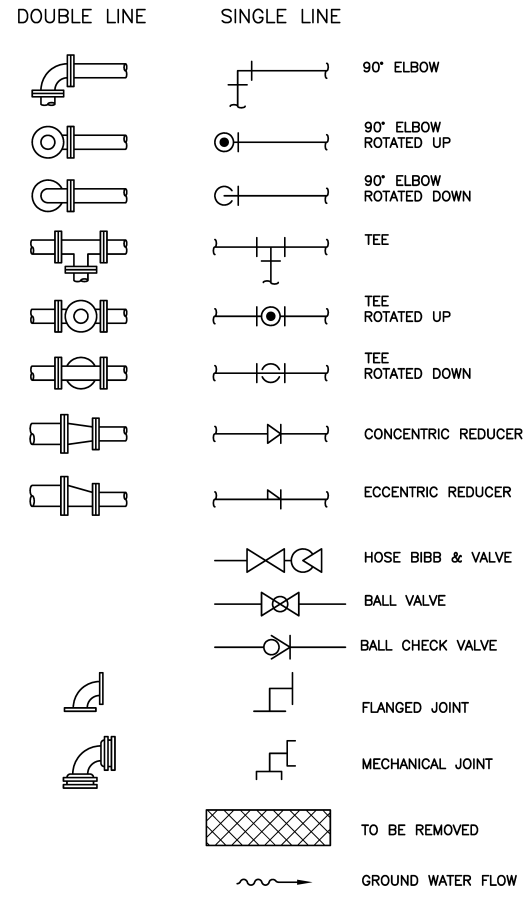 DOUBLE LINE
SINGLE LINE
90° ELBOW
90° ELBOW
ROTATED UP
90° ELBOW
ROTATED DOWN
TEE
TEE
ROTATED UP
TEE
ROTATED DOWN
CONCENTRIC REDUCER
ECCENTRIC REDUCER
HOSE BIBB & VALVE
BALL VALVE
BALL CHECK VALVE
FLANGED JOINT
MECHANICAL JOINT
TO BE REMOVED
GROUND WATER FLOW